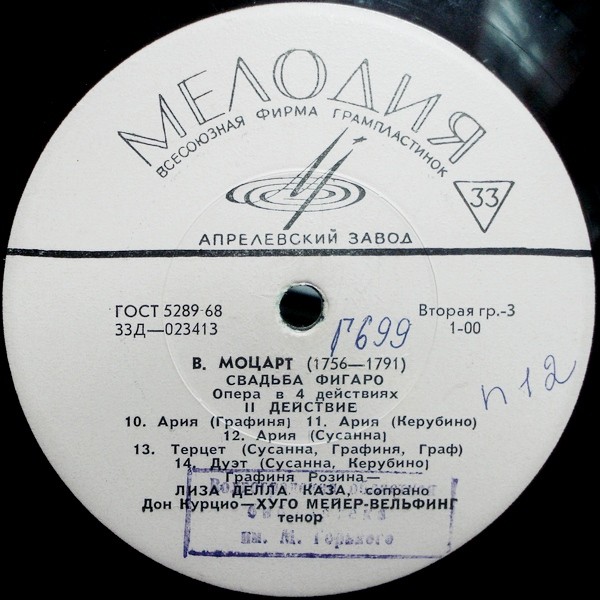 МЕЛОДИЯ
ВСЕСОЮЗНАЯ ФИРМА ГРАМПЛАСТИНОК
33
АПРЕЛЕВСКИЙ ЗАВОД
ГОСТ 5289-68
Вторая гр.-3
33Д—023413
1-00
Г699
п12
В. МОЦАРТ (1756—1791)
СВАДЬБА ФИГАРО
Опера в 4 действиях
II ДЕЙСТВИЕ
10. Ария (Графиня) 11. Ария (Керубино)
12. Ария (Сусанна)
13. Терцет (Сусанна, Графиня, Граф)
14. Дуэт (Сусанна, Керубино)
Графиня Розина—
ЛИЗА ДЕЛЛА КАЗА, сопрано
Дон Курцио—ХУГО МЕЙЕР-ВЕЛЬФИНГ
тенор
им. М. Горького